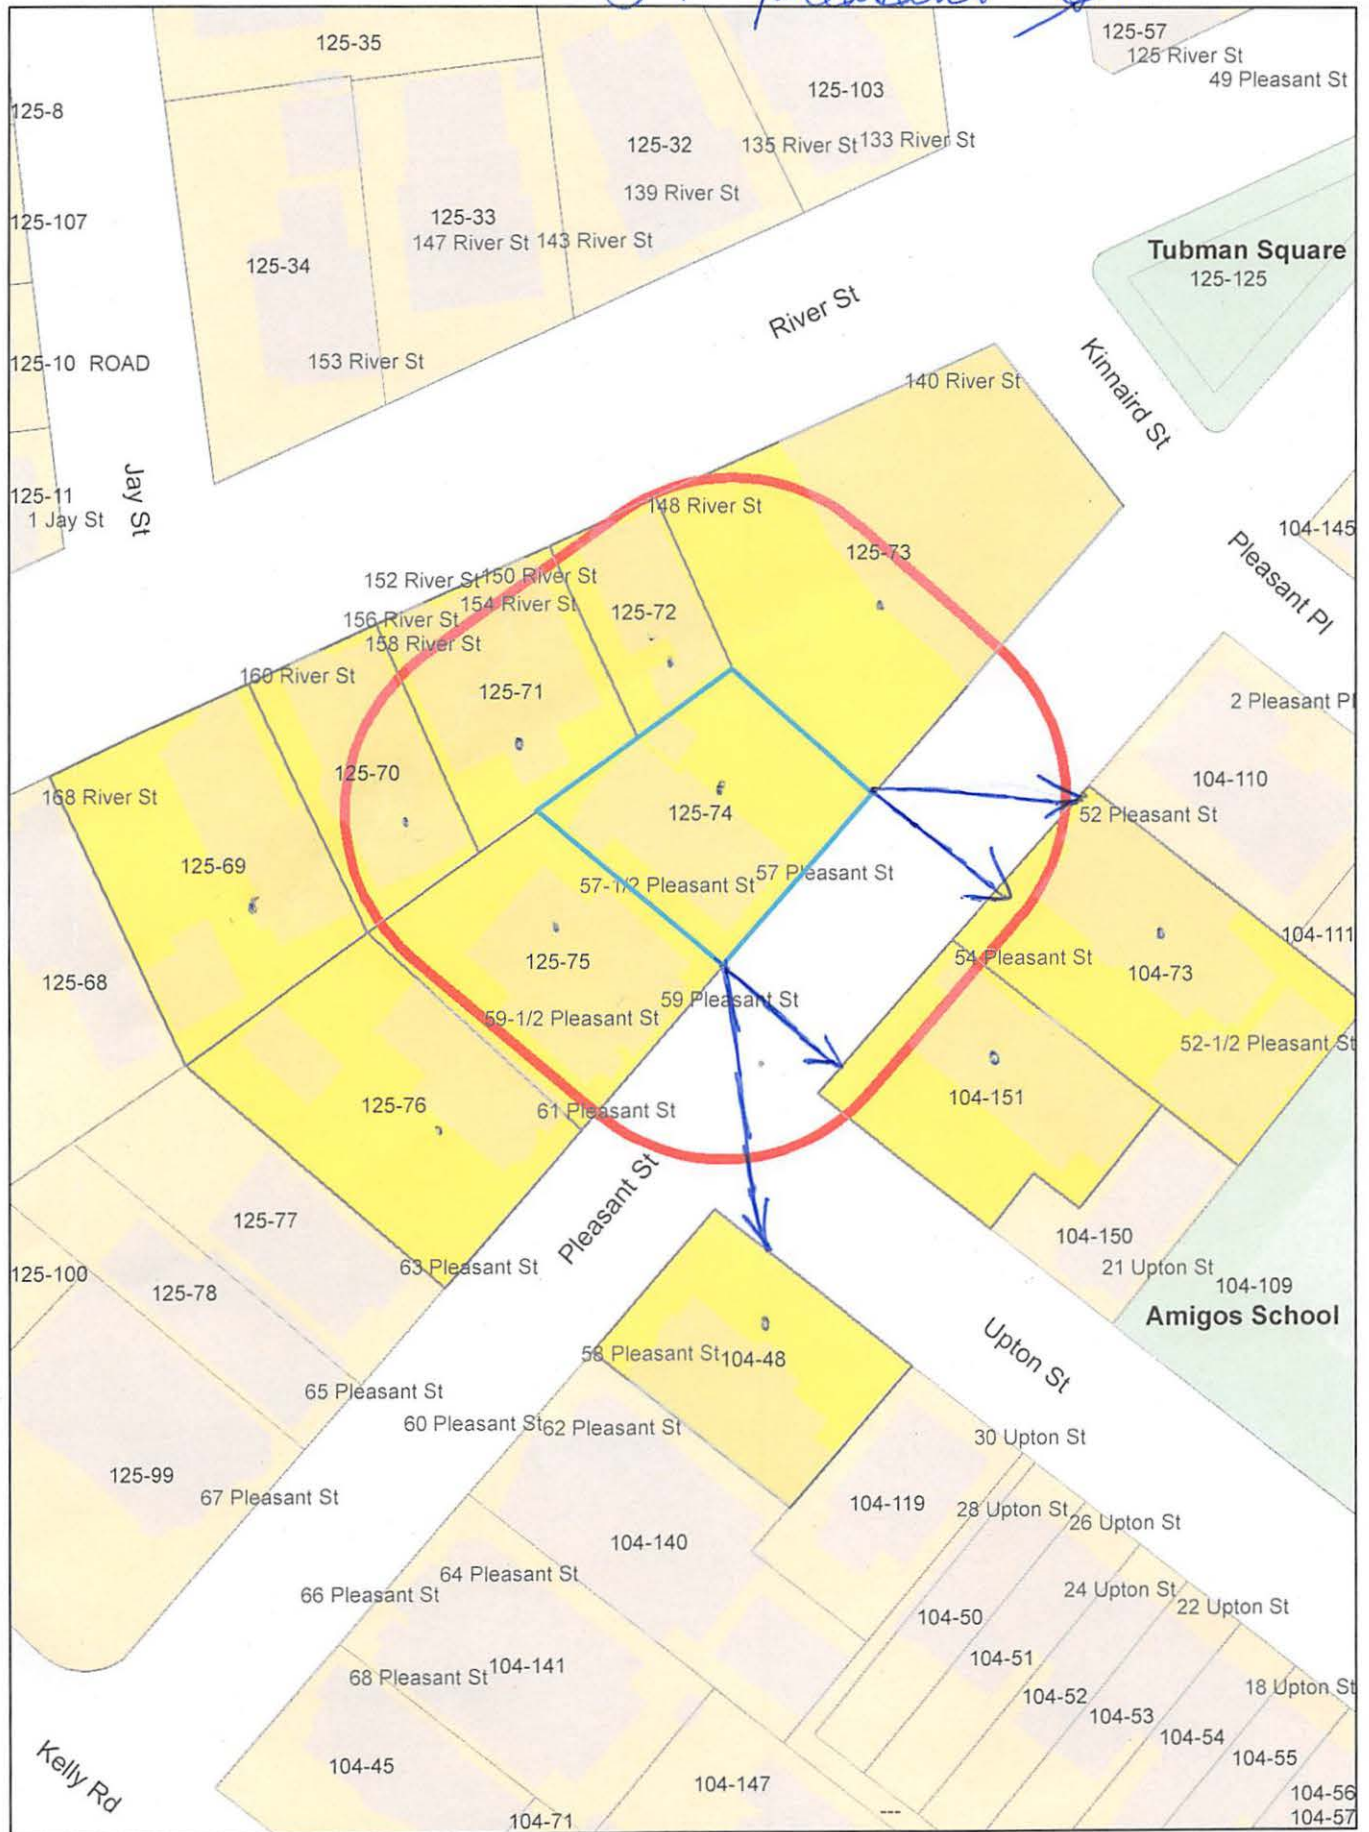 Pleasant St
125-35
125-57
125 River St
49 Pleasant St
125-8
125-103
125-32
135 River St
133 River St
139 River St
125-107
125-33
147 River St
143 River St
125-34
Tubman Square
125-125
River St
125-10
ROAD
153 River St
140 River St
Kinnaird St
Jay St
125-11
1 Jay St
148 River St
104-145
125-73
Pleasant Pl
152 River St
150 River St
154 River St
125-72
156 River St
158 River St
160 River St
125-71
2 Pleasant Pl
125-70
104-110
168 River St
125-74
52 Pleasant St
125-69
57-1/2 Pleasant St
57 Pleasant St
104-111
125-75
54 Pleasant St
104-73
125-68
59 Pleasant St
59-1/2 Pleasant St
52-1/2 Pleasant St
125-76
61 Pleasant St
104-151
Pleasant St
125-77
104-150
63 Pleasant St
21 Upton St
125-100
125-78
104-109
Amigos School
58 Pleasant St
104-48
Upton St
65 Pleasant St
60 Pleasant St
62 Pleasant St
30 Upton St
125-99
67 Pleasant St
104-119
28 Upton St
26 Upton St
104-140
64 Pleasant St
66 Pleasant St
24 Upton St
22 Upton St
104-50
104-51
68 Pleasant St
104-141
104-52
18 Upton St
104-53
104-54
Kelly Rd
104-45
104-147
104-55
104-56
104-71
---
104-57